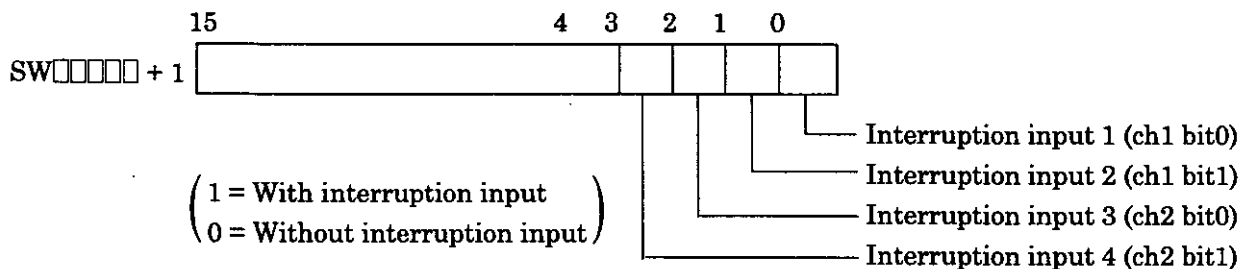 15 4 3 2 1 0
SW□□□□□ + 1
Interruption input 1 (ch1 bit0)
Interruption input 2 (ch1 bit1)
Interruption input 3 (ch2 bit0)
Interruption input 4 (ch2 bit1)
( 1 = With interruption input
0 = Without interruption input )